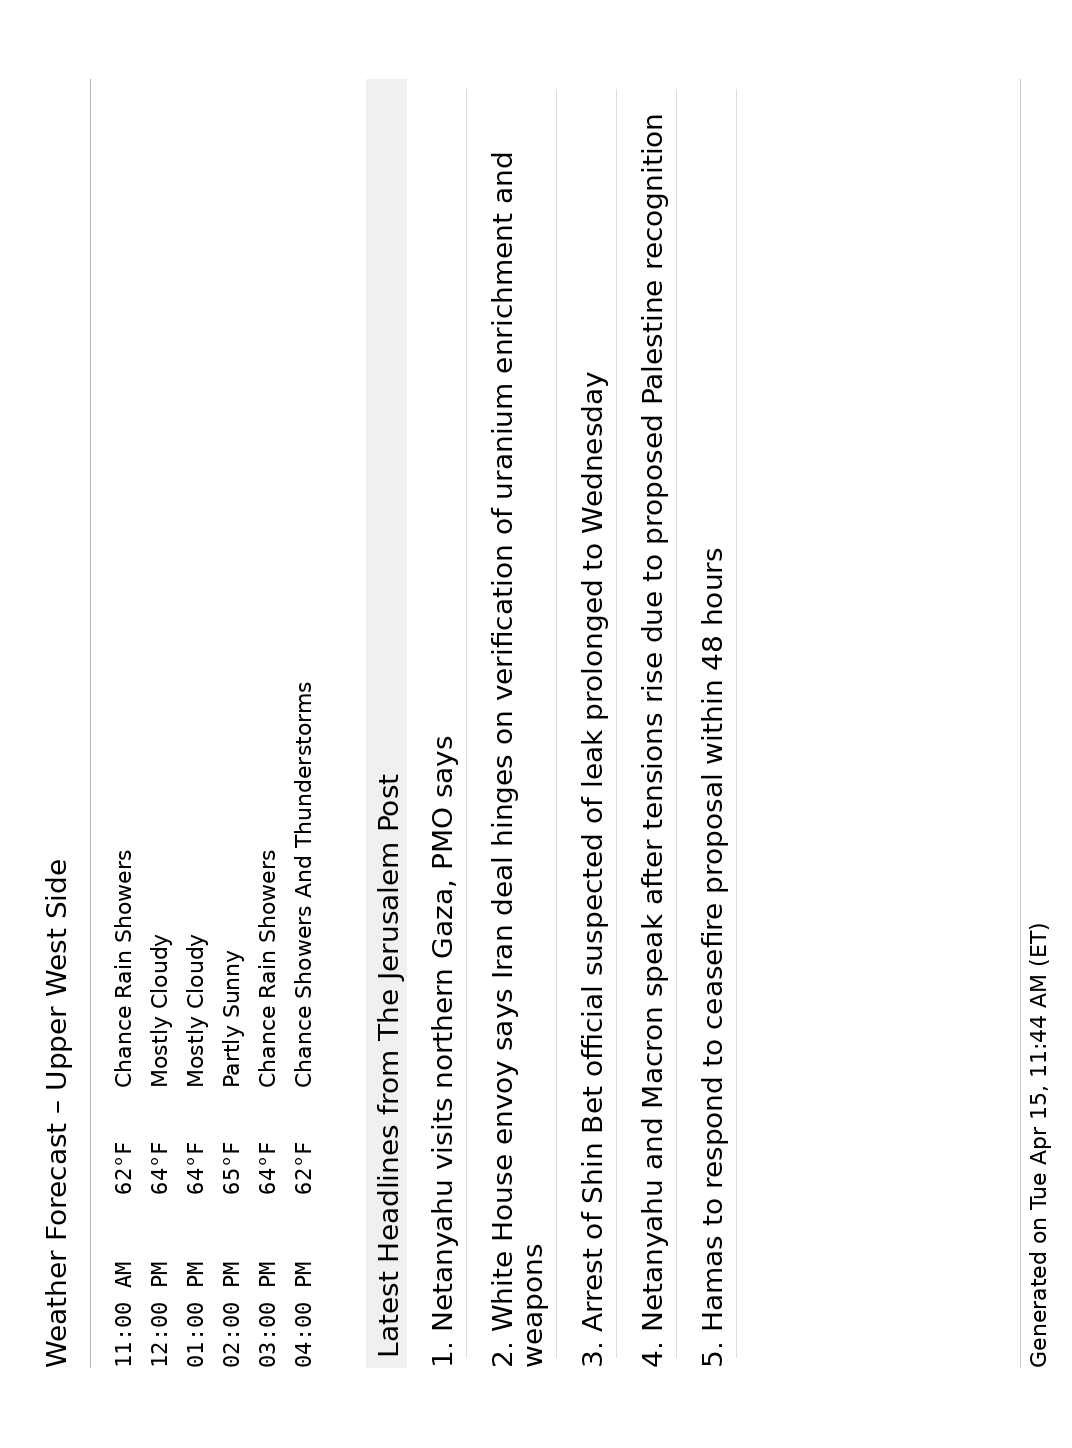 Weather Forecast – Upper West Side
11:00 AM 62°F Chance Rain Showers
12:00 PM 64°F Mostly Cloudy
01:00 PM 64°F Mostly Cloudy
02:00 PM 65°F Partly Sunny
03:00 PM 64°F Chance Rain Showers
04:00 PM 62°F Chance Showers And Thunderstorms
Latest Headlines from The Jerusalem Post
1. Netanyahu visits northern Gaza, PMO says
2. White House envoy says Iran deal hinges on verification of uranium enrichment and
weapons
3. Arrest of Shin Bet official suspected of leak prolonged to Wednesday
4. Netanyahu and Macron speak after tensions rise due to proposed Palestine recognition
5. Hamas to respond to ceasefire proposal within 48 hours
Generated on Tue Apr 15, 11:44 AM (ET)